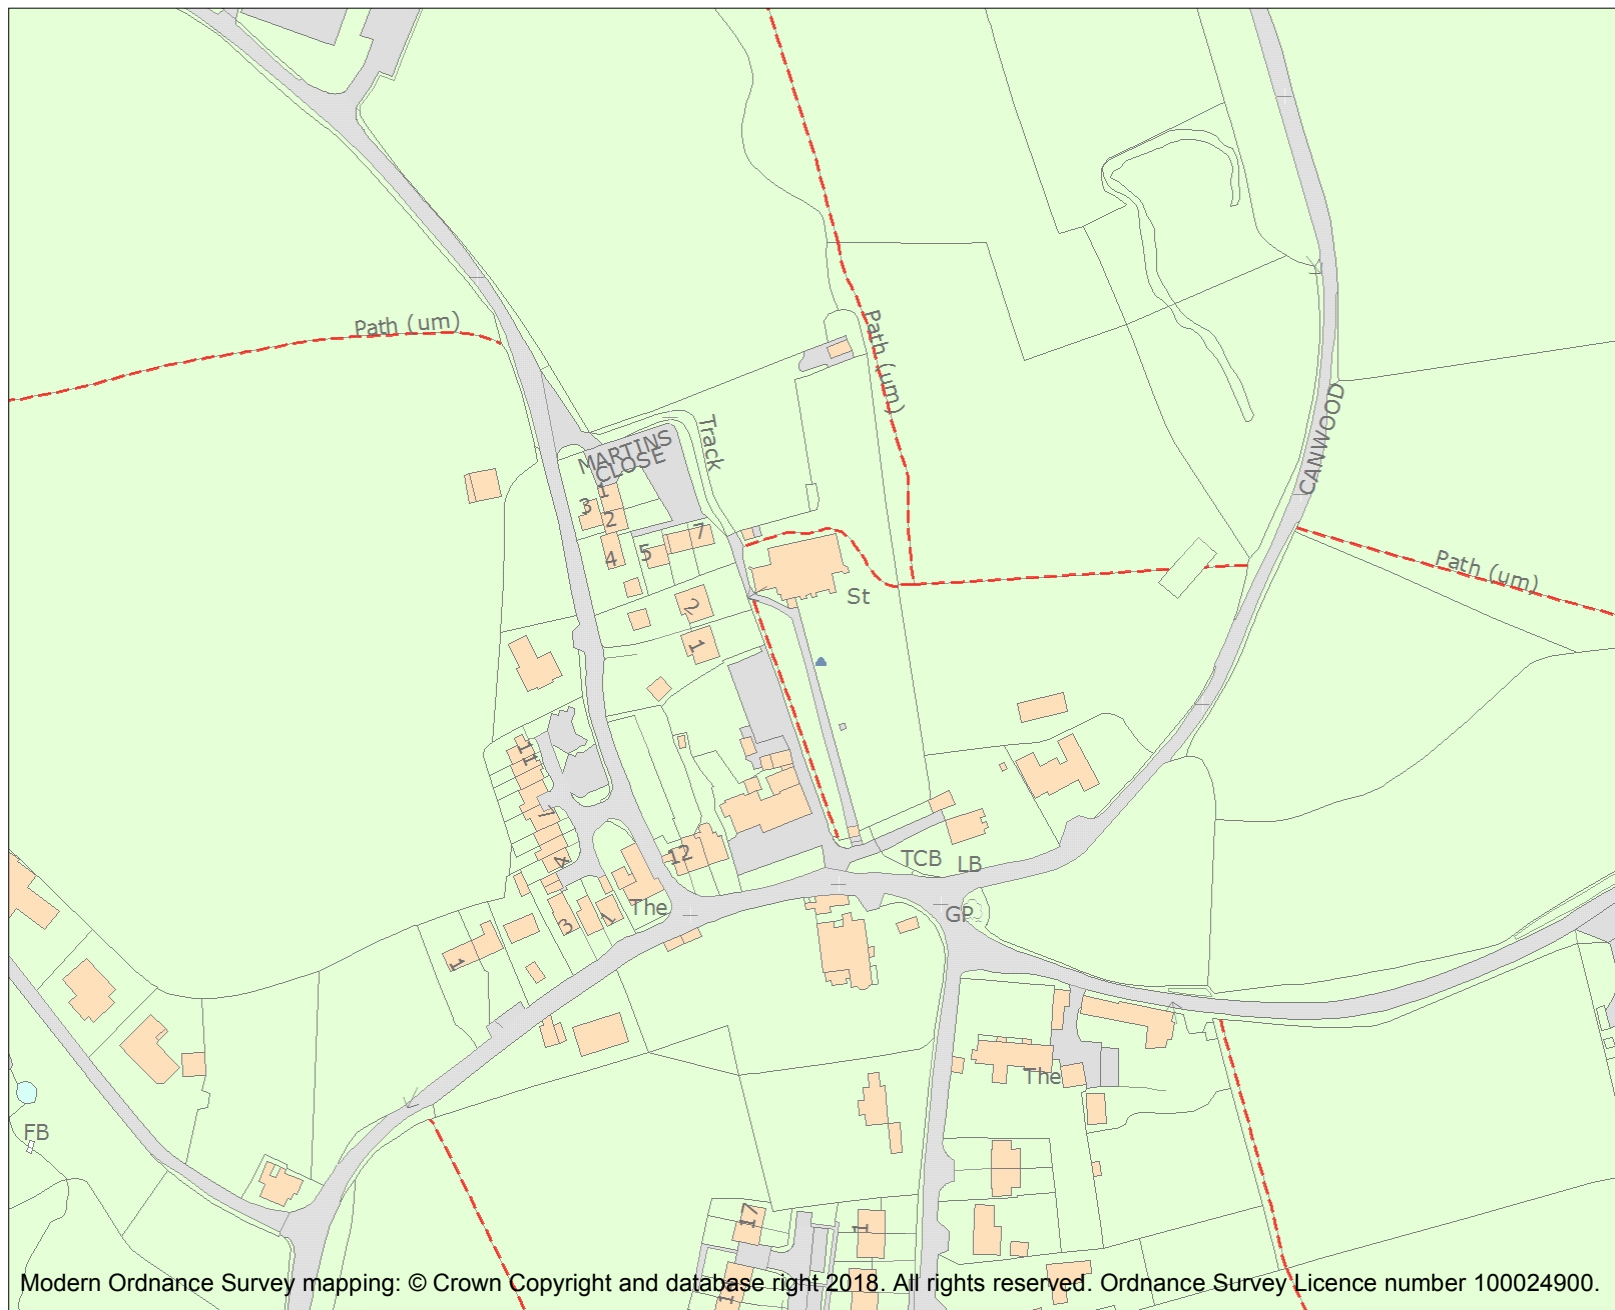 Path (um)
Path (um)
CANWOOD
Track
MARTINS
CLOSE
1
3
2
4
5
7
Path (um)
St
2
1
11
7
4
12
TCB
LB
The
GP
3
1
1
The
FB
17
1
1
Modern Ordnance Survey mapping: © Crown Copyright and database right 2018. All rights reserved. Ordnance Survey Licence number 100024900.